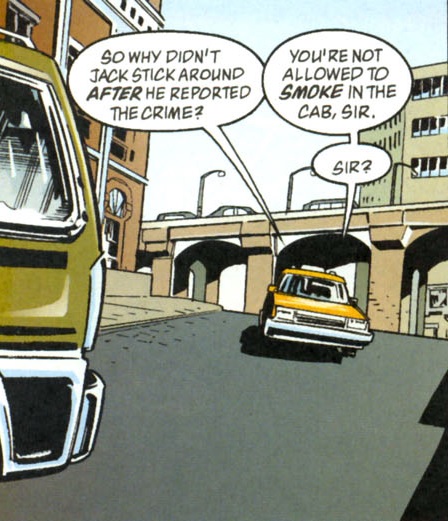 SO WHY DIDN'T
JACK STICK AROUND
AFTER HE REPORTED
THE CRIME?
YOU'RE NOT
ALLOWED TO
SMOKE IN THE
CAB, SIR.
SIR?